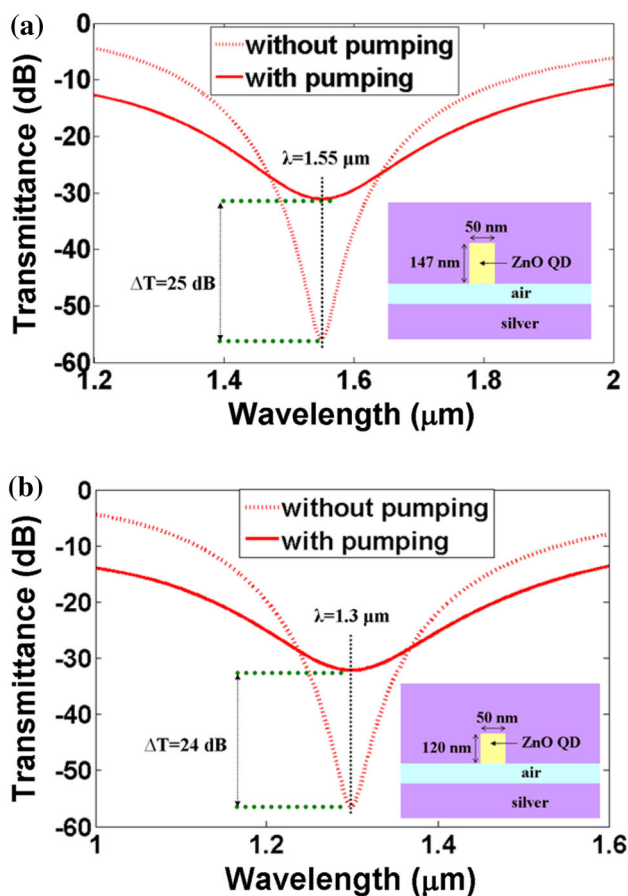 (a)
0
-10
-20
-30
-40
-50
-60
Transmittance (dB)
without pumping
with pumping
λ=1.55 µm
ΔT=25 dB
50 nm
147 nm
ZnO QD
air
silver
1.2
1.4
1.6
1.8
2
Wavelength (µm)
(b)
0
-10
-20
-30
-40
-50
-60
Transmittance (dB)
without pumping
with pumping
λ=1.3 µm
ΔT=24 dB
50 nm
120 nm
ZnO QD
air
silver
1
1.2
1.4
1.6
Wavelength (µm)